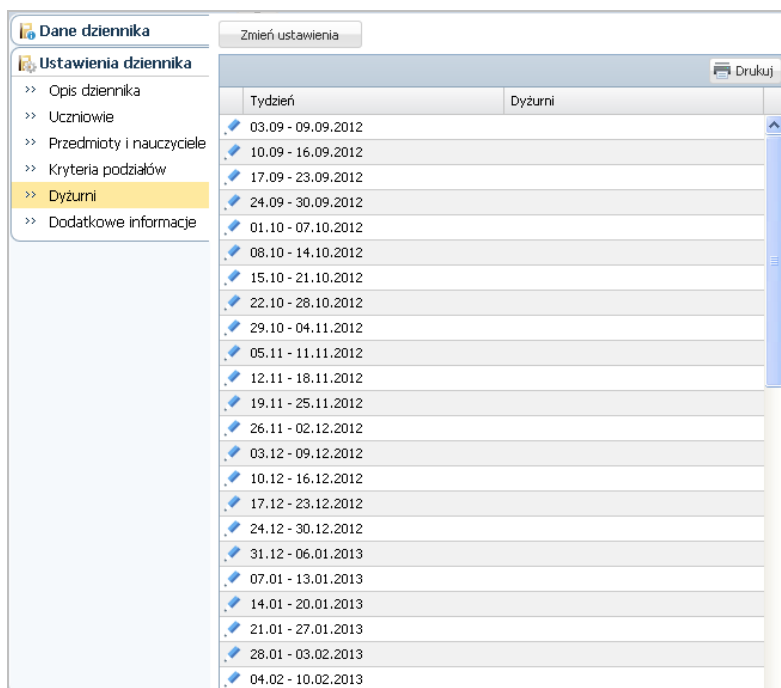 Dane dziennika
Ustawienia dziennika
Opis dziennika
Uczniowie
Przedmioty i nauczyciele
Kryteria podziałów
Dyżurni
Dodatkowe informacje
Zmień ustawienia
Drukuj
Tydzień Dyżurni
03.09 - 09.09.2012
10.09 - 16.09.2012
17.09 - 23.09.2012
24.09 - 30.09.2012
01.10 - 07.10.2012
08.10 - 14.10.2012
15.10 - 21.10.2012
22.10 - 28.10.2012
29.10 - 04.11.2012
05.11 - 11.11.2012
12.11 - 18.11.2012
19.11 - 25.11.2012
26.11 - 02.12.2012
03.12 - 09.12.2012
10.12 - 16.12.2012
17.12 - 23.12.2012
24.12 - 30.12.2012
31.12 - 06.01.2013
07.01 - 13.01.2013
14.01 - 20.01.2013
21.01 - 27.01.2013
28.01 - 03.02.2013
04.02 - 10.02.2013